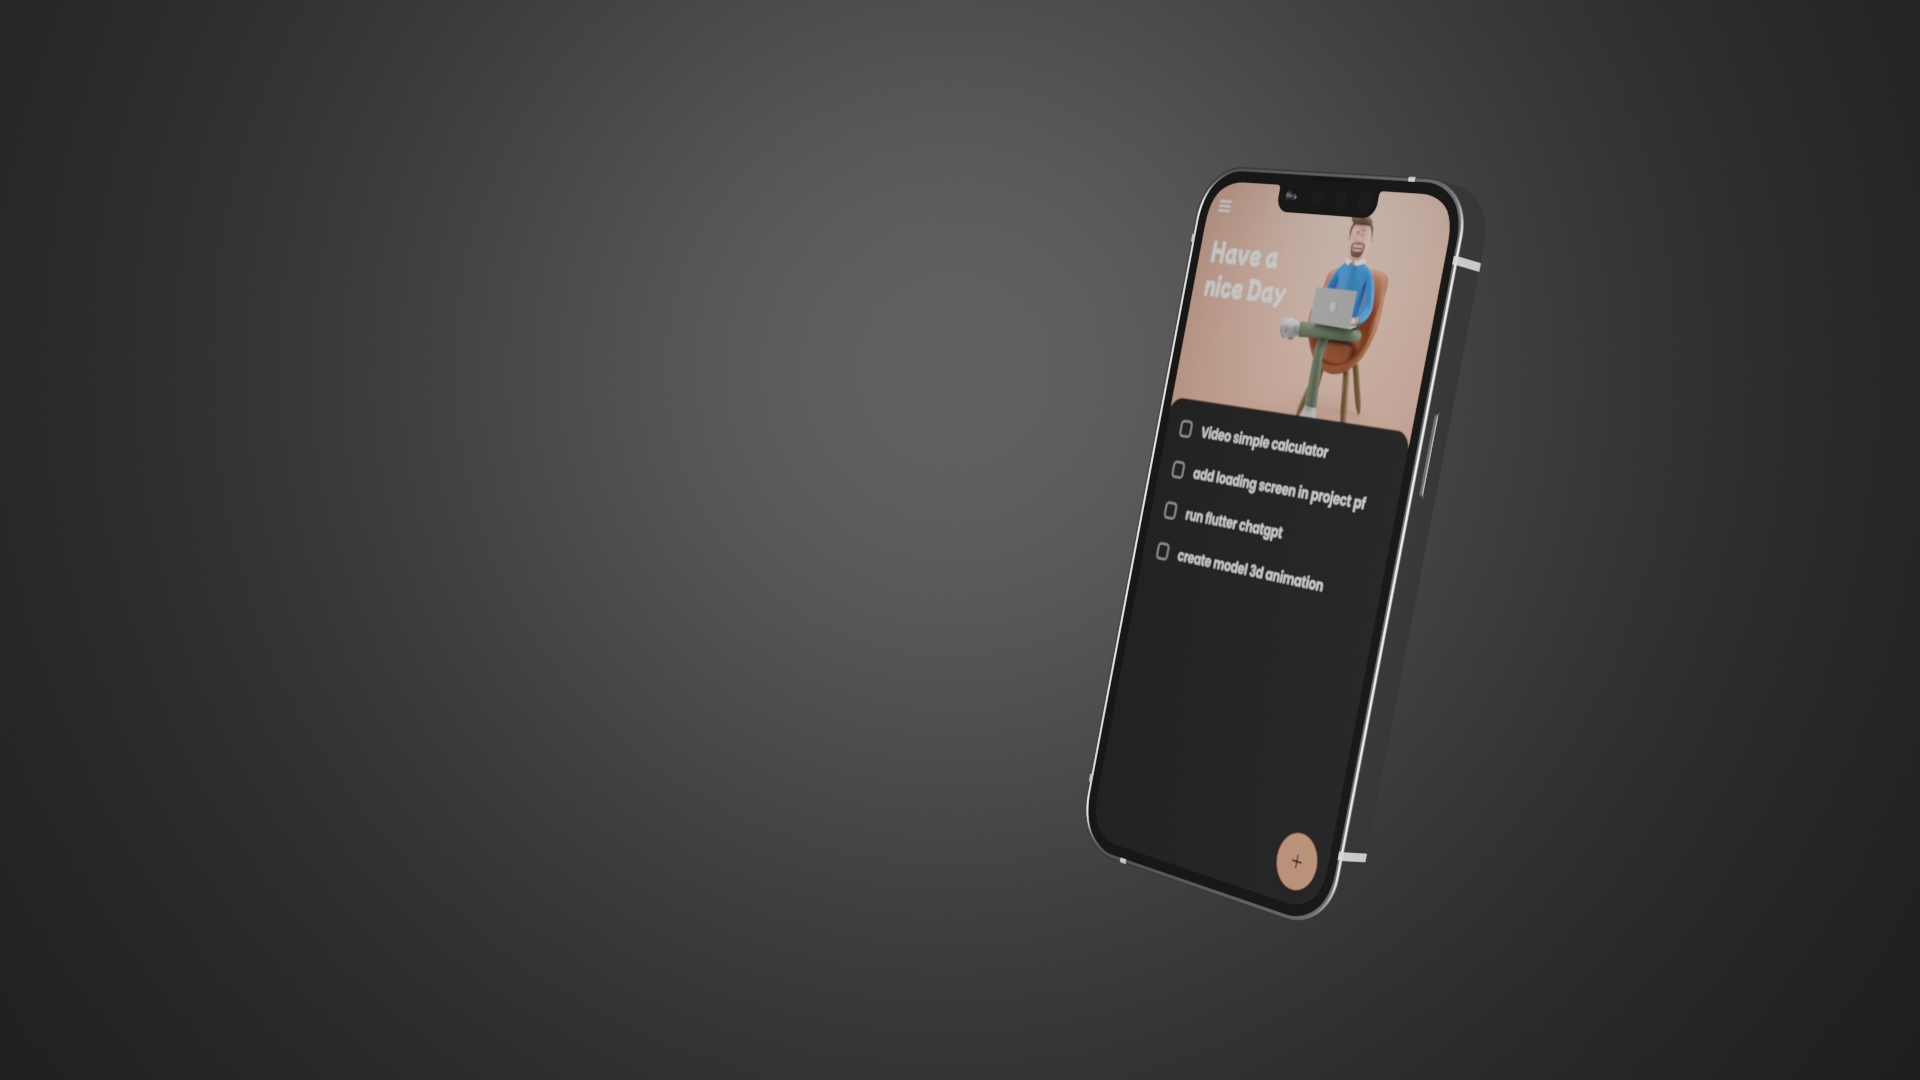 Have a
nice Day
Video simple calculator
add loading screen in project pf
run flutter chatgpt
create model 3d animation
+